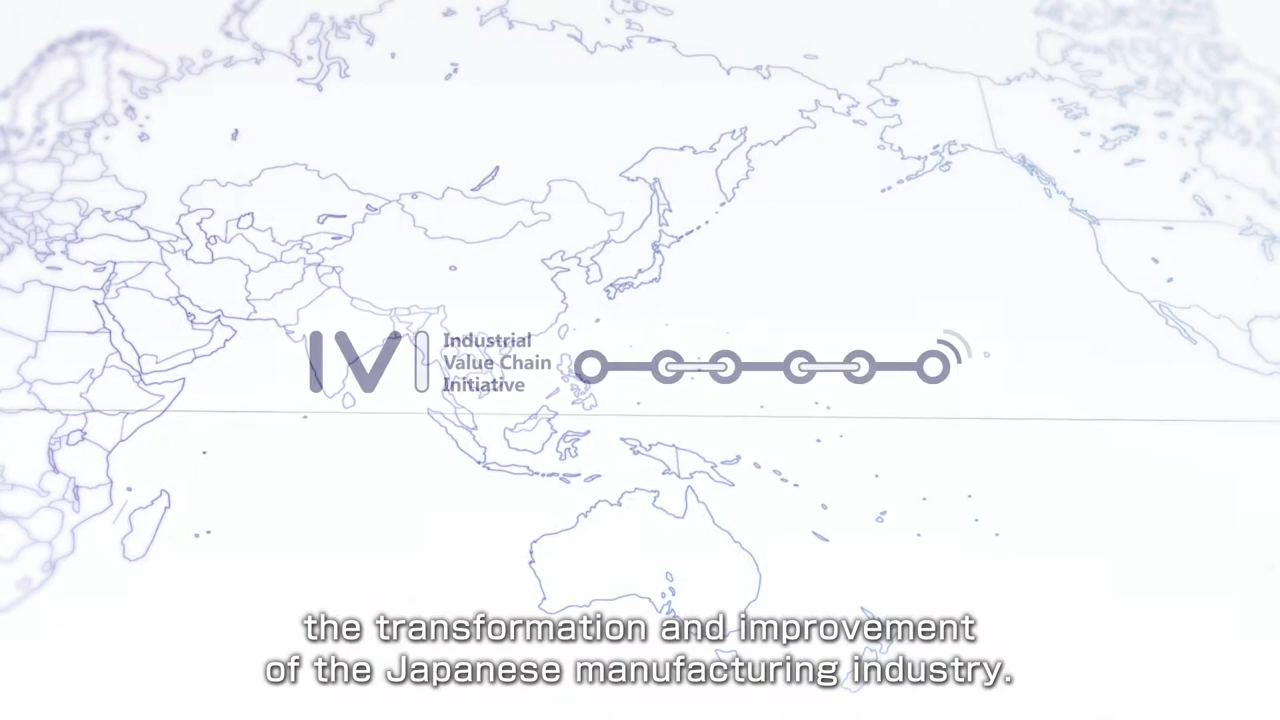 IVI
Industrial
Value Chain
Initiative
the transformation and improvement
of the Japanese manufacturing industry.